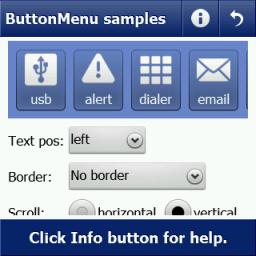 ButtonMenu samples
usb alert dialer email
Text pos: left
Border: No border
Scroll: horizontal vertical
Click Info button for help.